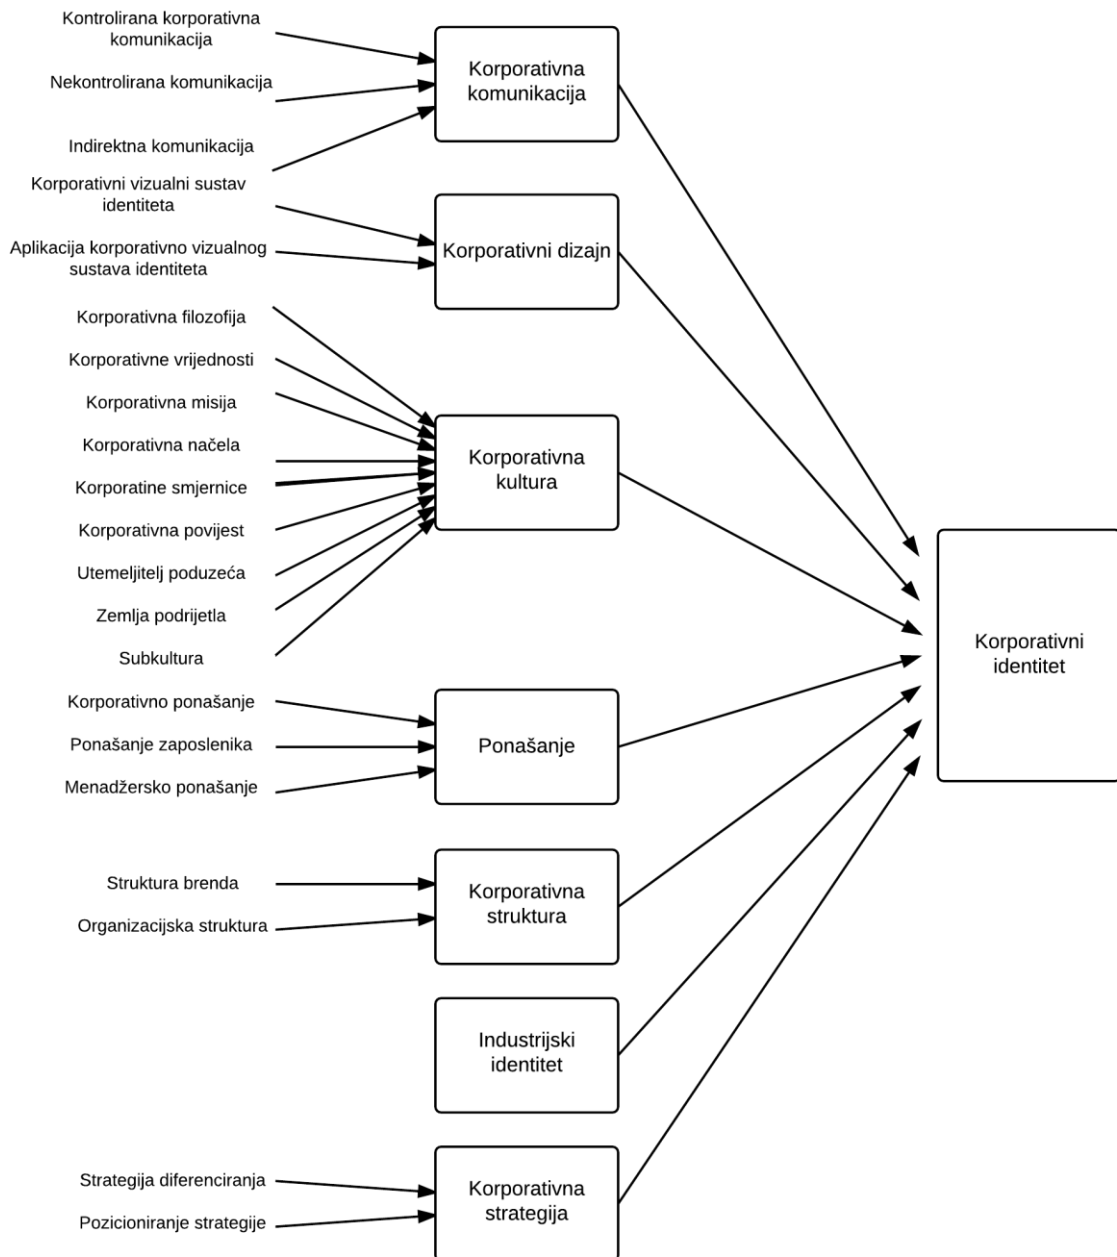 Kontrolirana korporativna
komunikacija
Nekontrolirana komunikacija
Indirektna komunikacija
Korporativna
komunikacija
Korporativni vizualni sustav
identiteta
Aplikacija korporativno vizualnog
sustava identiteta
Korporativni dizajn
Korporativna filozofija
Korporativne vrijednosti
Korporativna misija
Korporativna načela
Korporatine smjernice
Korporativna povijest
Utemeljitelj poduzeća
Zemlja podrijetla
Subkultura
Korporativna
kultura
Korporativno ponašanje
Ponašanje zaposlenika
Menadžersko ponašanje
Ponašanje
Struktura brenda
Organizacijska struktura
Korporativna
struktura
Industrijski
identitet
Strategija diferenciranja
Pozicioniranje strategije
Korporativna
strategija
Korporativni
identitet